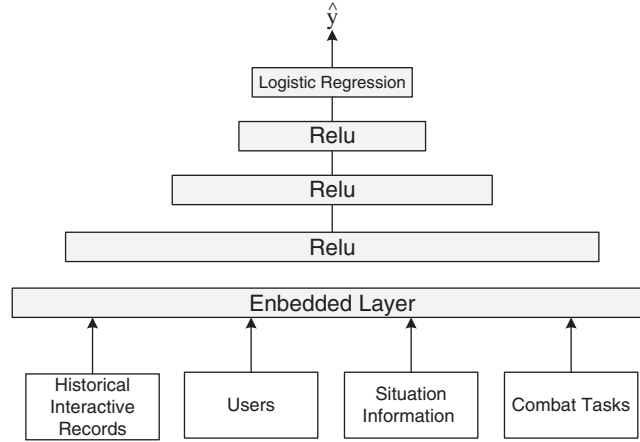 ŷ
Logistic Regression
Relu
Relu
Relu
Enbedded Layer
Historical
Interactive
Records
Users
Situation
Information
Combat Tasks